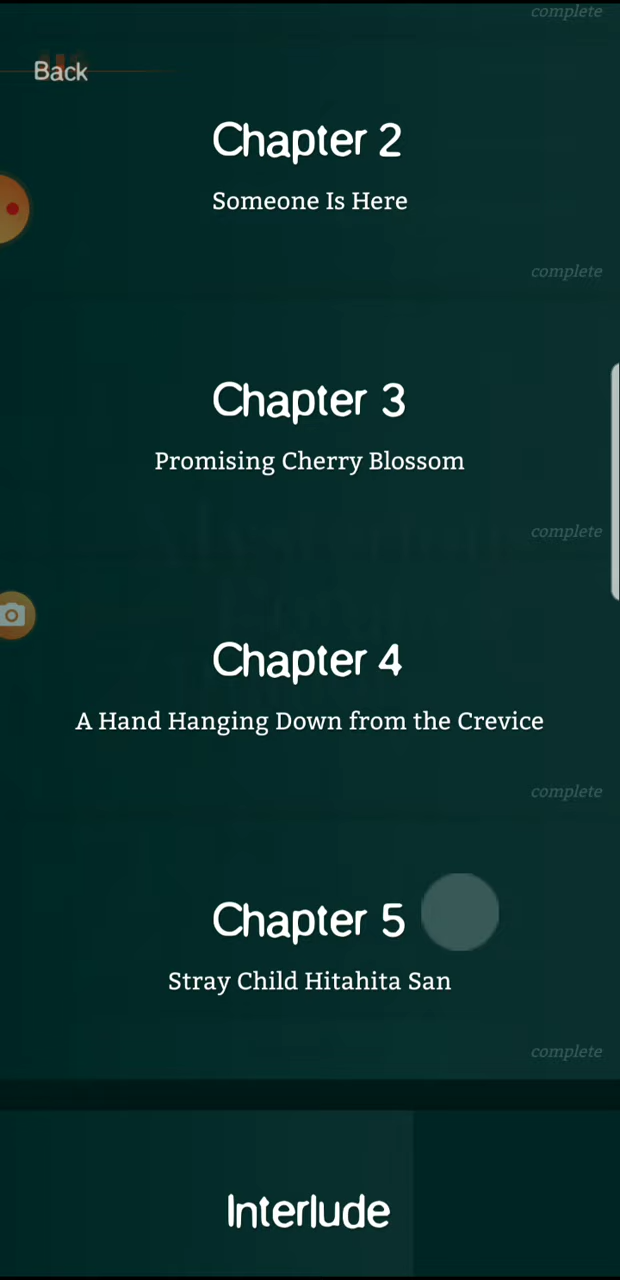 complete
Back
Chapter 2
Someone Is Here
complete
Chapter 3
Promising Cherry Blossom
complete
Chapter 4
A Hand Hanging Down from the Crevice
complete
Chapter 5
Stray Child Hitahita San
complete
Interlude